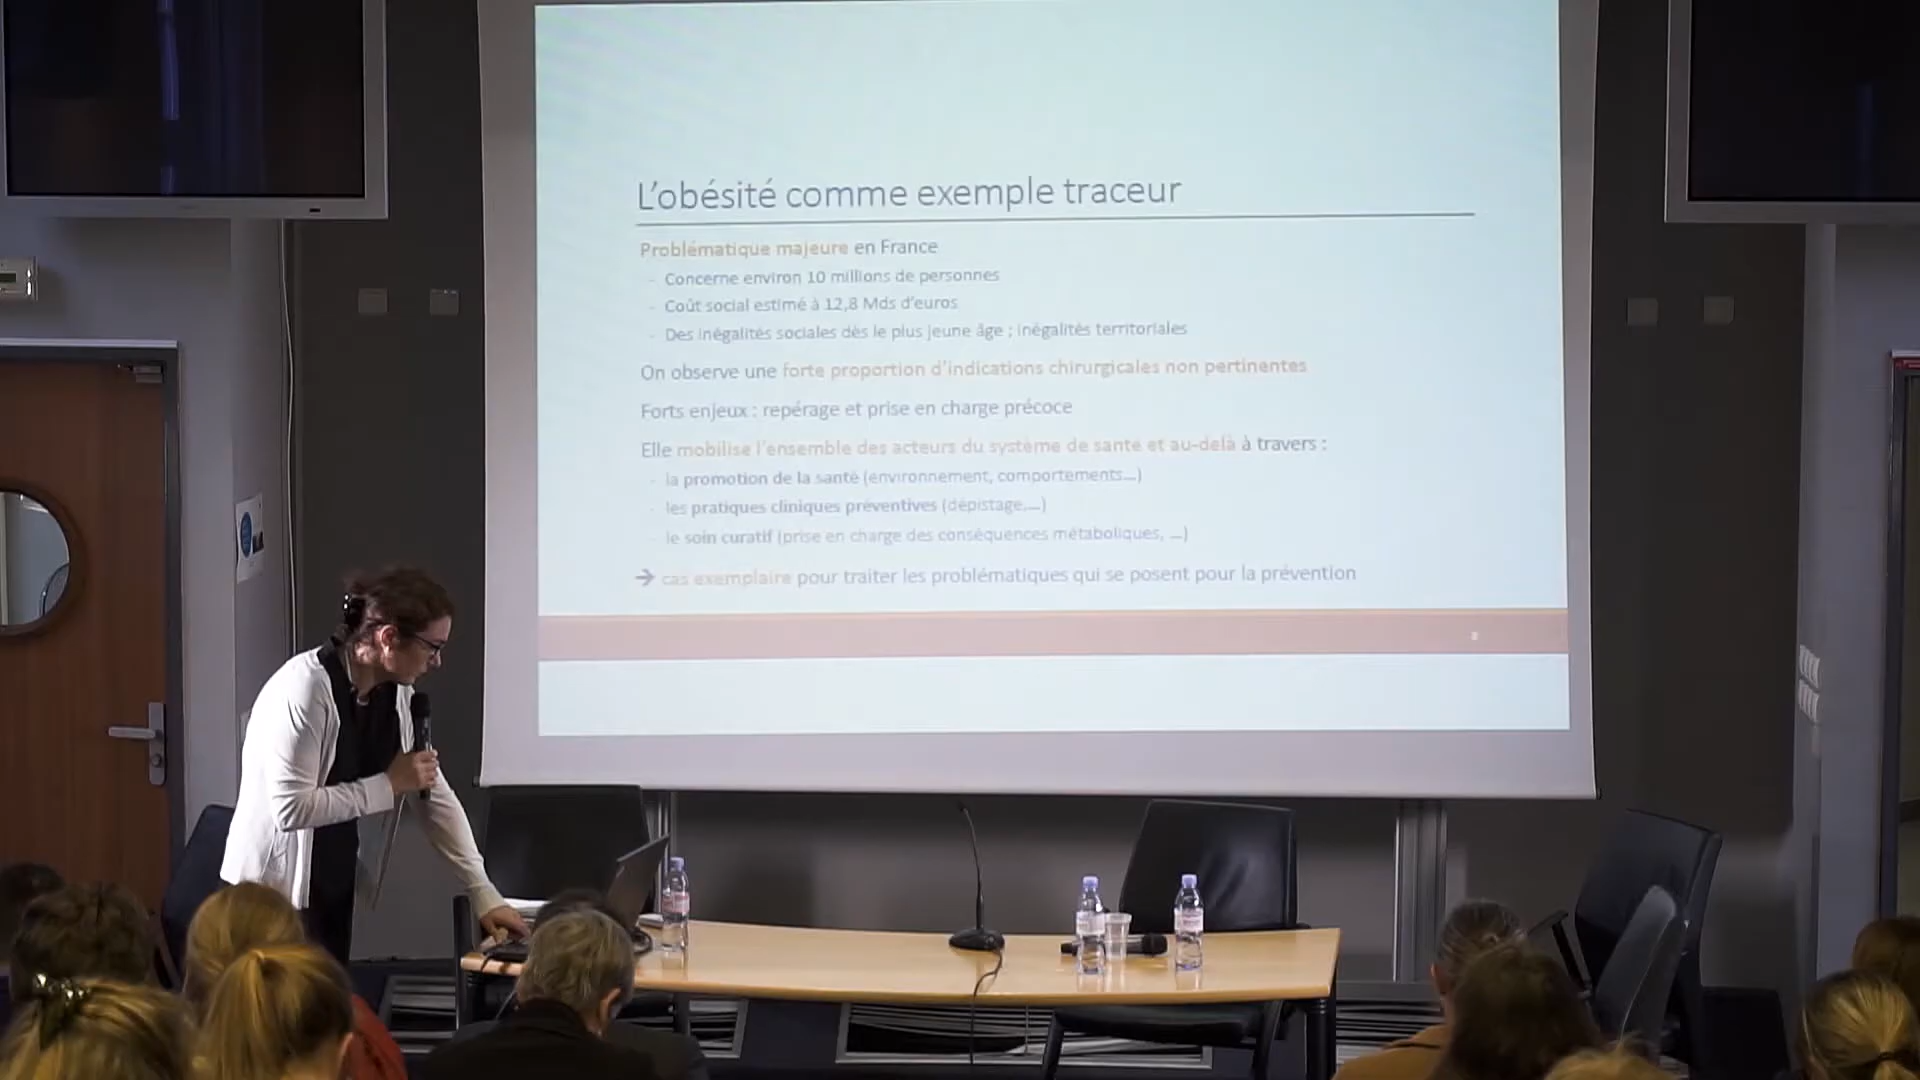 L'obésité comme exemple traceur
Problématique majeure en France
- Concerne environ 10 millions de personnes
- Coût social estimé à 12,8 Mds d'euros
- Des inégalités sociales dès le plus jeune âge ; inégalités territoriales
On observe une forte proportion d'indications chirurgicales non pertinentes
Forts enjeux : repérage et prise en charge précoce
Elle mobilise l'ensemble des acteurs du système de santé et au-delà à travers :
- la promotion de la santé (environnement, comportements...)
- les pratiques cliniques préventives (dépistage,...)
- le soin curatif (prise en charge des conséquences métaboliques, ...)
→ cas exemplaire pour traiter les problématiques qui se posent pour la prévention